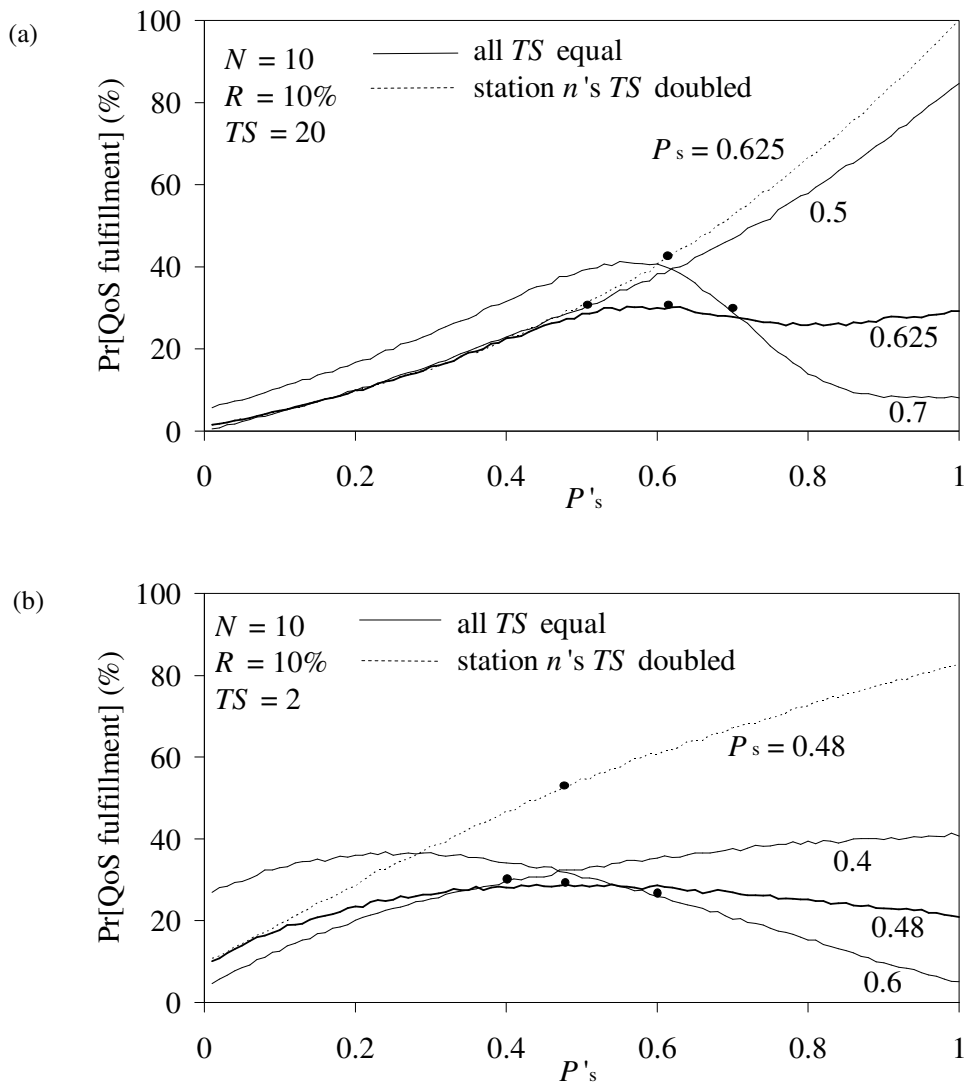 (a)
100
80
60
40
20
0
Pr[QoS fulfillment] (%)
N = 10
R = 10%
TS = 20
all TS equal
station n's TS doubled
Ps = 0.625
0.5
0.625
0.7
0 0.2 0.4 0.6 0.8 1
P's
(b)
100
80
60
40
20
0
Pr[QoS fulfillment] (%)
N = 10
R = 10%
TS = 2
all TS equal
station n's TS doubled
Ps = 0.48
0.4
0.48
0.6
0 0.2 0.4 0.6 0.8 1
P's